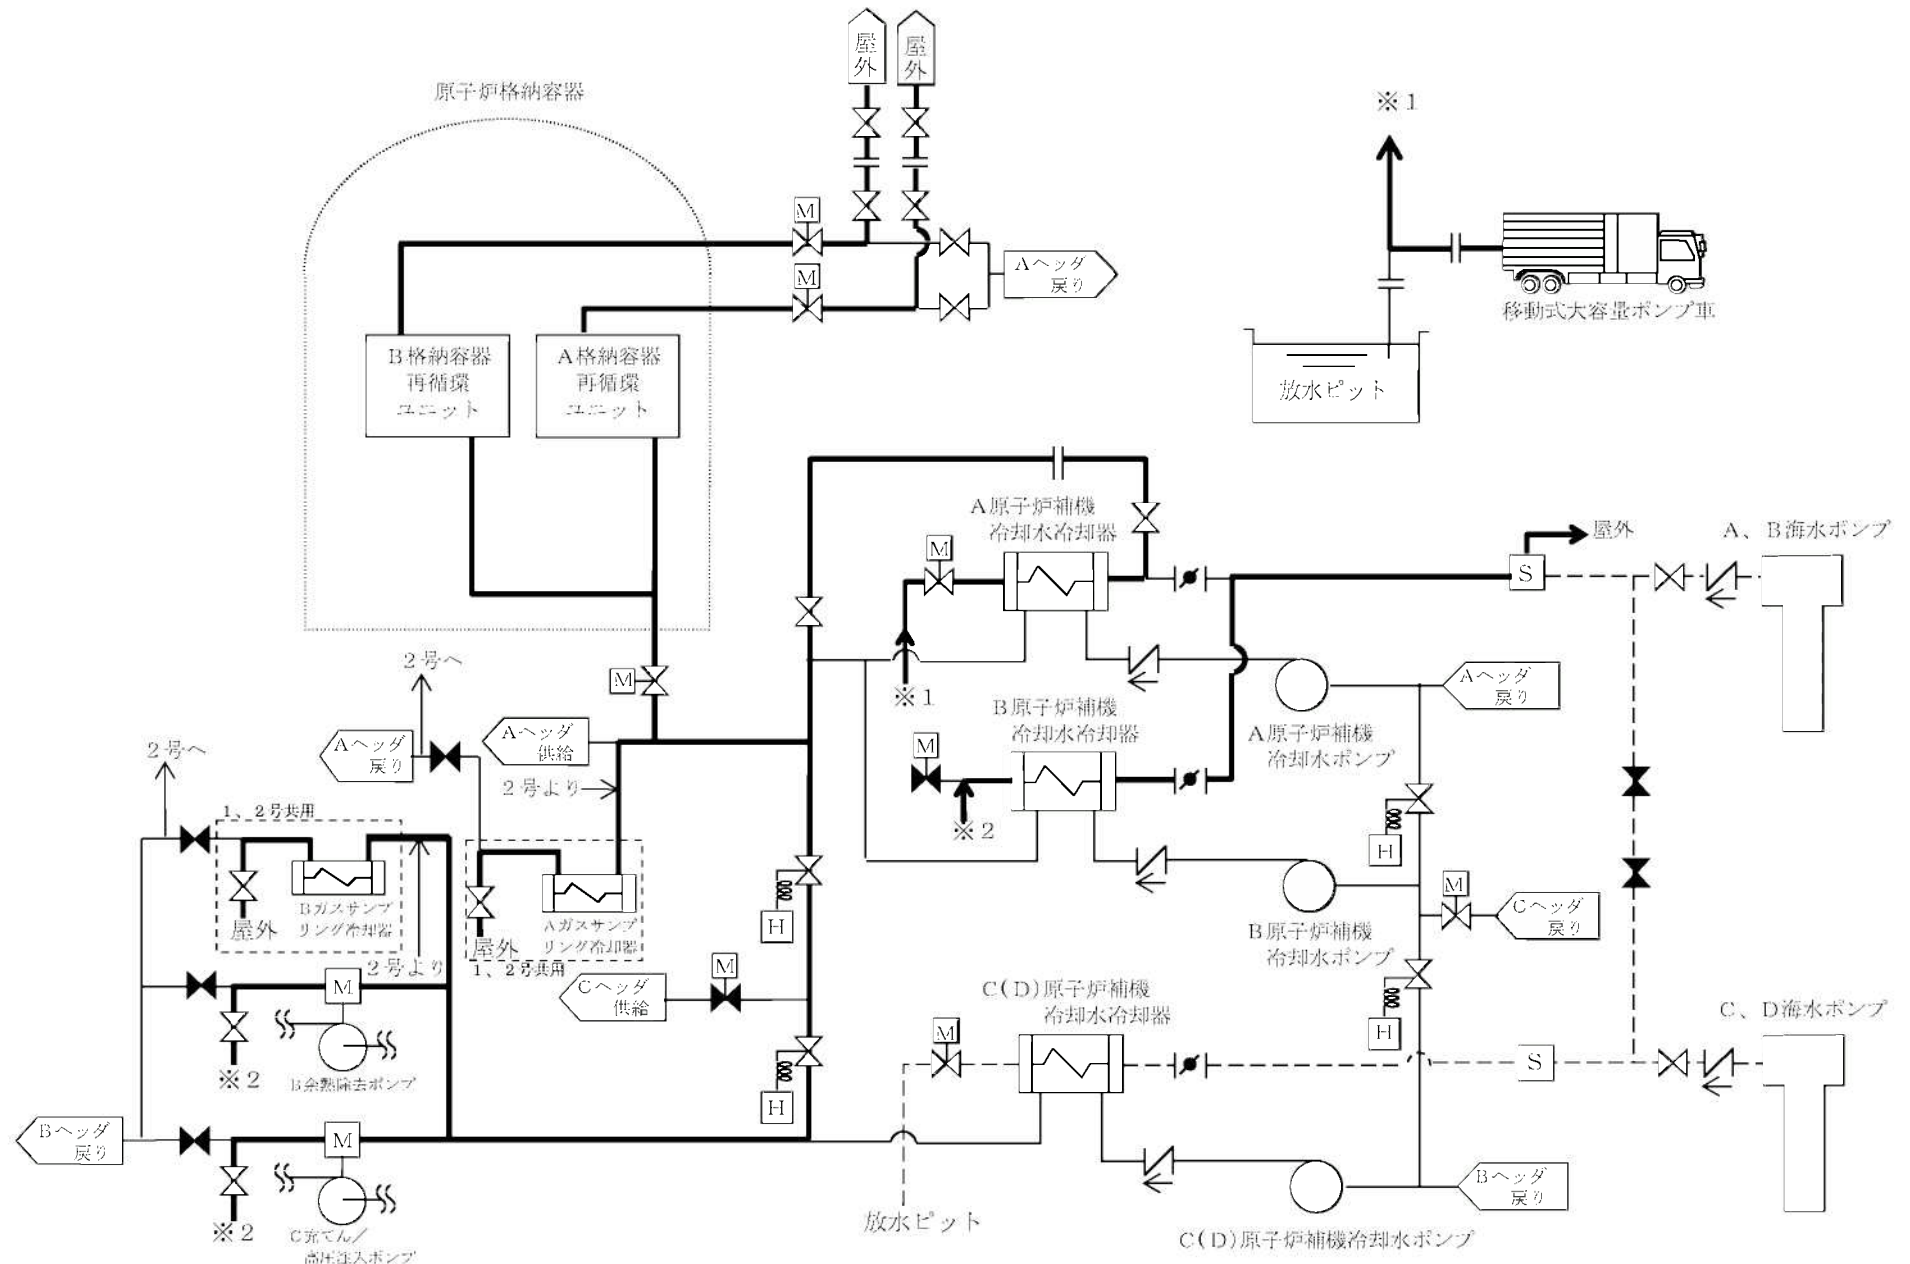 屋外
屋外
※1
原子炉格納容器
M
M
Aヘッダ
戻り
移動式大容量ポンプ車
放水ピット
B格納容器
再循環
ユニット
A格納容器
再循環
ユニット
A原子炉補機
冷却水冷却器
M
屋外
S
A、B海水ポンプ
2号へ
M
※1
B原子炉補機
冷却水冷却器
Aヘッダ
戻り
A原子炉補機
冷却水ポンプ
2号へ
Aヘッダ
戻り
Aヘッダ
供給
2号より
M
※2
1、2号共用
H
Bガスサンプ
リング冷却器
屋外
Aガスサンプ
リング冷却器
屋外
1、2号共用
2号より
H
M
Cヘッダ
戻り
B原子炉補機
冷却水ポンプ
M
M
Cヘッダ
供給
C(D)原子炉補機
冷却水冷却器
H
C、D海水ポンプ
M
S
※2
B余熱除去ポンプ
H
Bヘッダ
戻り
M
Bヘッダ
戻り
※2
C充てん/
高圧注入ポンプ
放水ピット
C(D)原子炉補機冷却水ポンプ